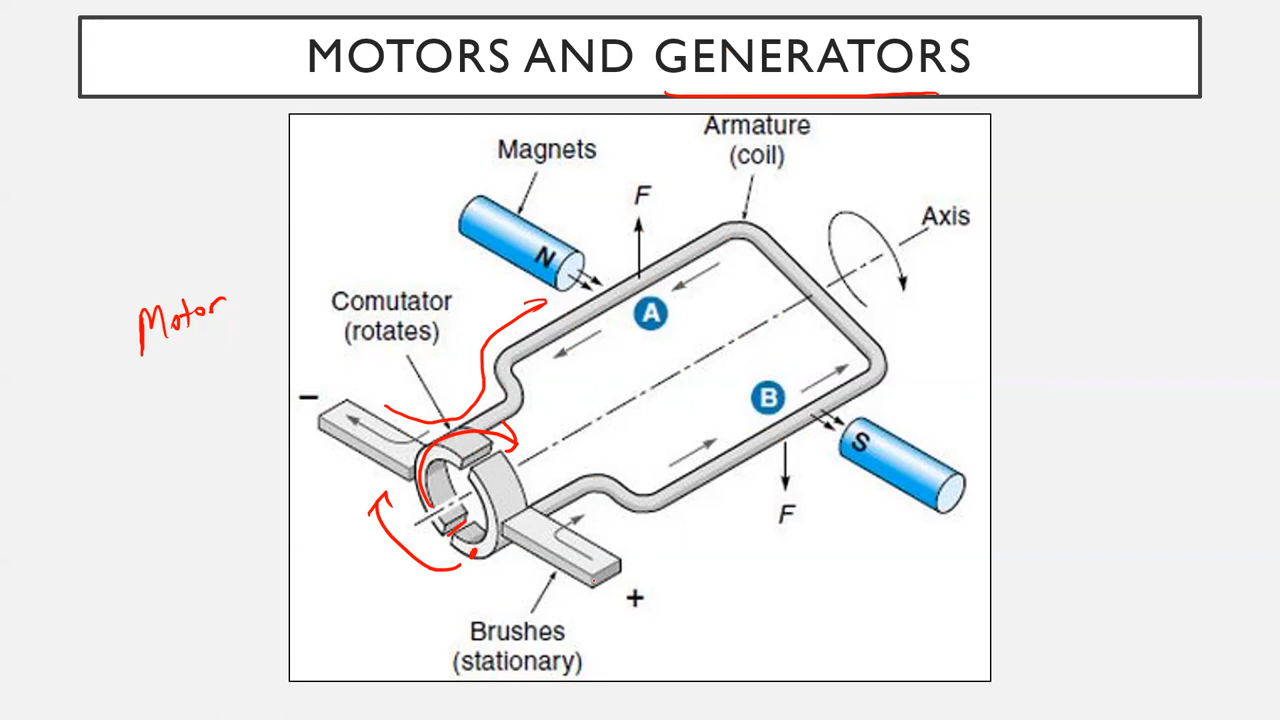 MOTORS AND GENERATORS
Armature
(coil)
Magnets
F
Axis
N
A
Comutator
(rotates)
Motor
B
−
S
F
+
Brushes
(stationary)